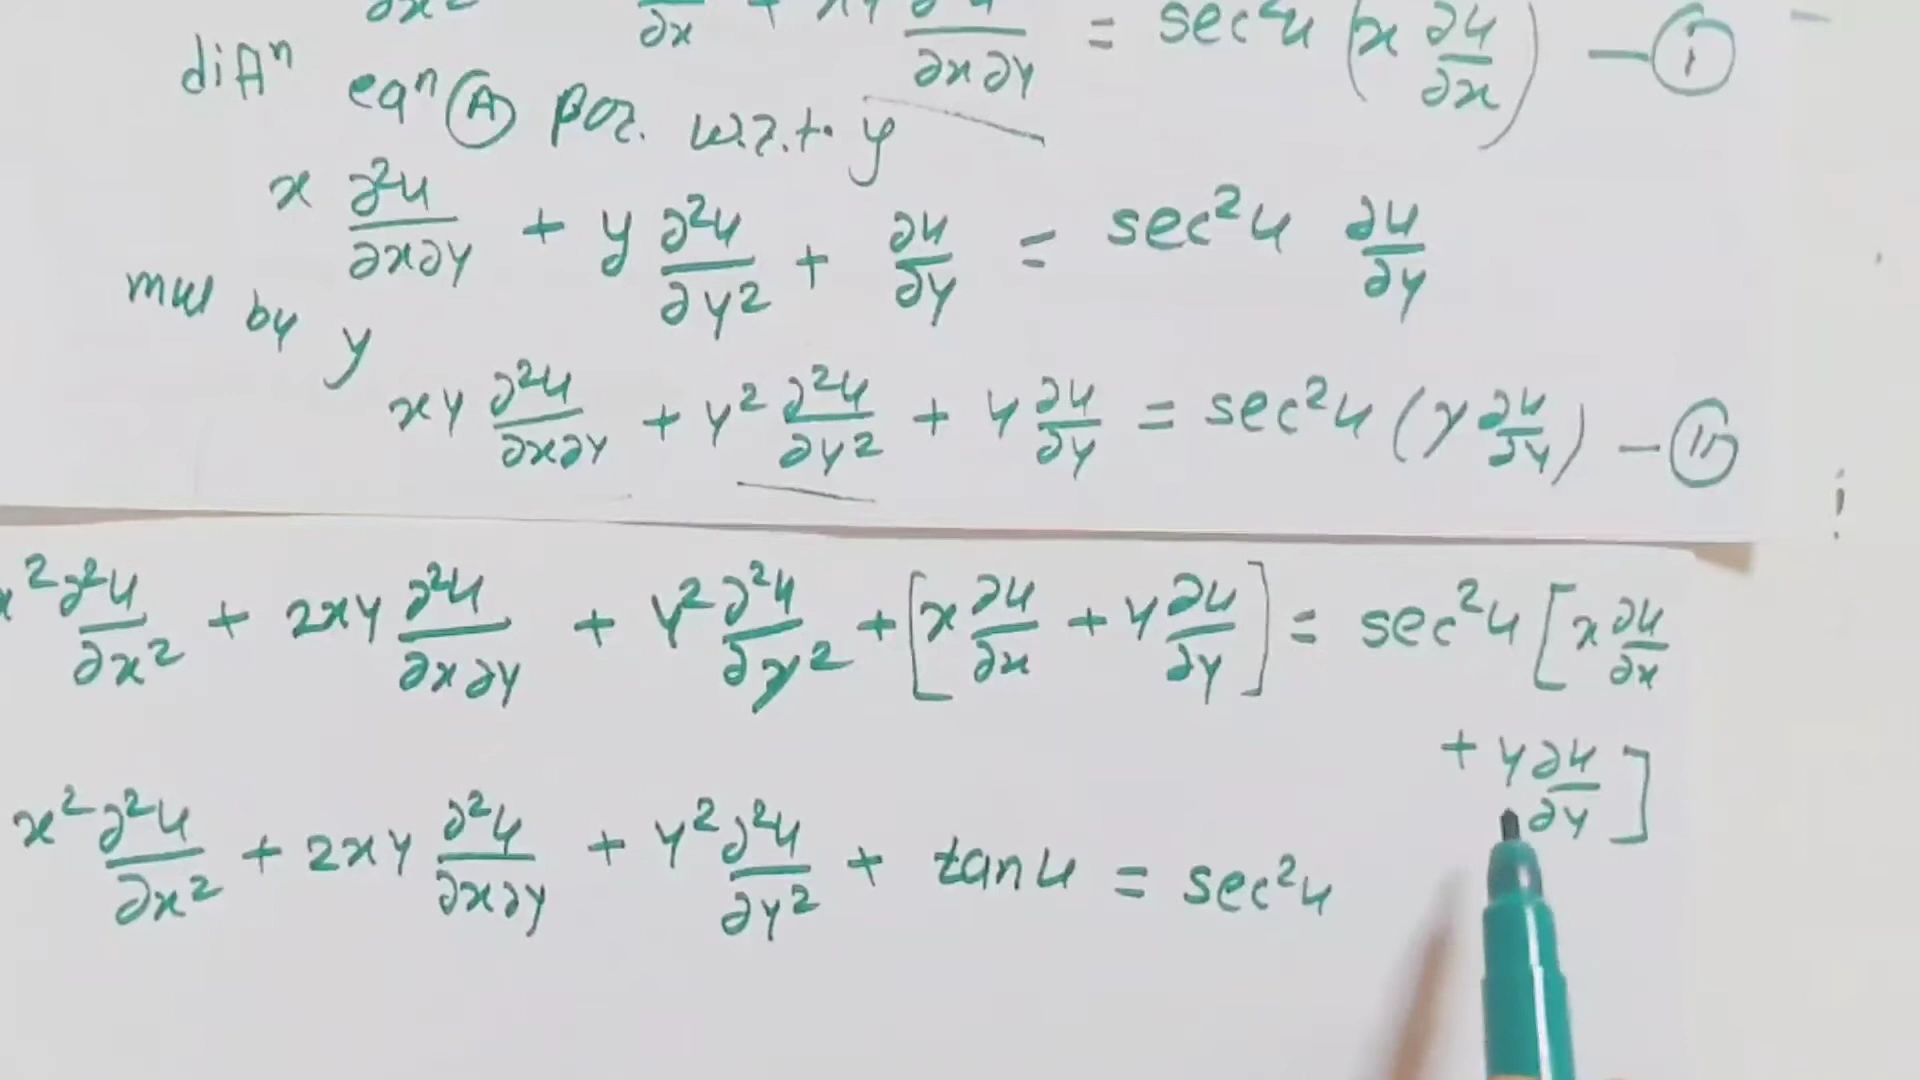 ∂x² ∂x + xy ∂x∂y = sec²u (x ∂u/∂x) — (i)
diffⁿ eqⁿ (A) par. w.r.t. y
x ∂²u/∂x∂y + y ∂²u/∂y² + ∂u/∂y = sec²u ∂u/∂y
mul by y
xy ∂²u/∂x∂y + y² ∂²u/∂y² + y ∂u/∂y = sec²u (y ∂u/∂y) — (ii)
x² ∂²u/∂x² + 2xy ∂²u/∂x∂y + y² ∂²u/∂y² + [x ∂u/∂x + y ∂u/∂y] = sec²u [x ∂u/∂x
+ y ∂u/∂y]
x² ∂²u/∂x² + 2xy ∂²u/∂x∂y + y² ∂²u/∂y² + tan u = sec²u